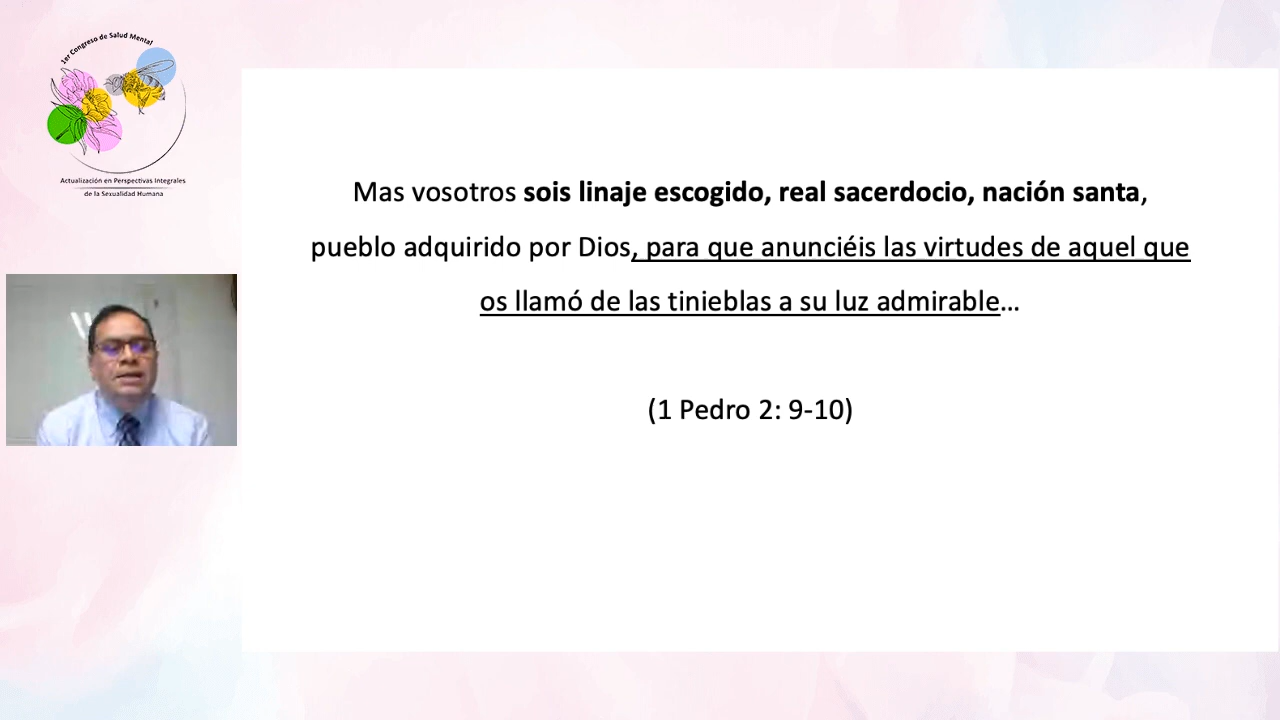 1er Congreso de Salud Mental
Actualización en Perspectivas Integrales
de la Sexualidad Humana
Mas vosotros sois linaje escogido, real sacerdocio, nación santa,
pueblo adquirido por Dios, para que anunciéis las virtudes de aquel que
os llamó de las tinieblas a su luz admirable…
(1 Pedro 2: 9-10)